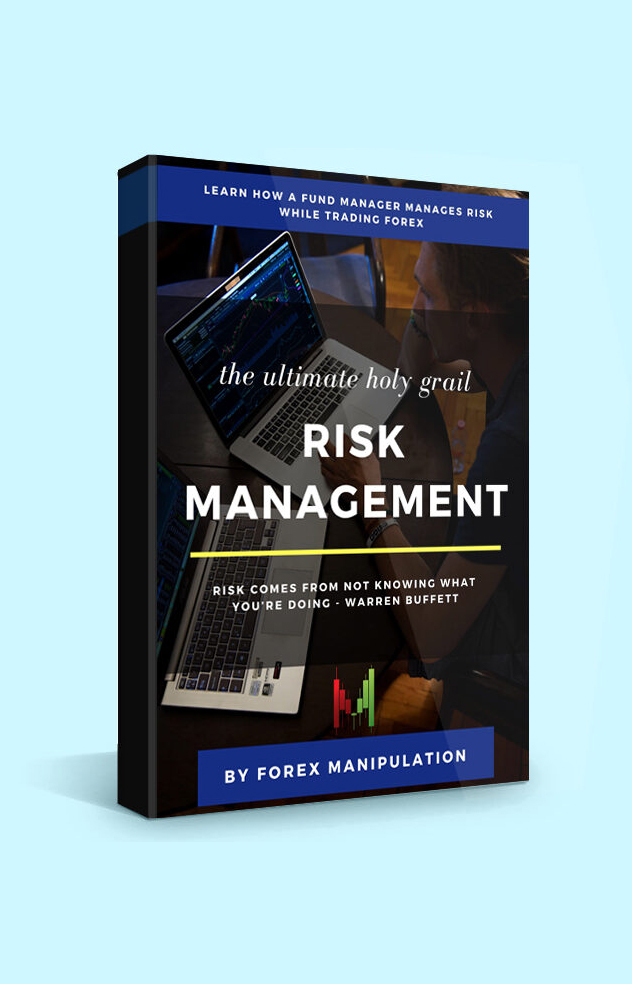 LEARN HOW A FUND MANAGER MANAGES RISK
WHILE TRADING FOREX
the ultimate holy grail
RISK
MANAGEMENT
RISK COMES FROM NOT KNOWING WHAT
YOU'RE DOING - WARREN BUFFETT
BY FOREX MANIPULATION